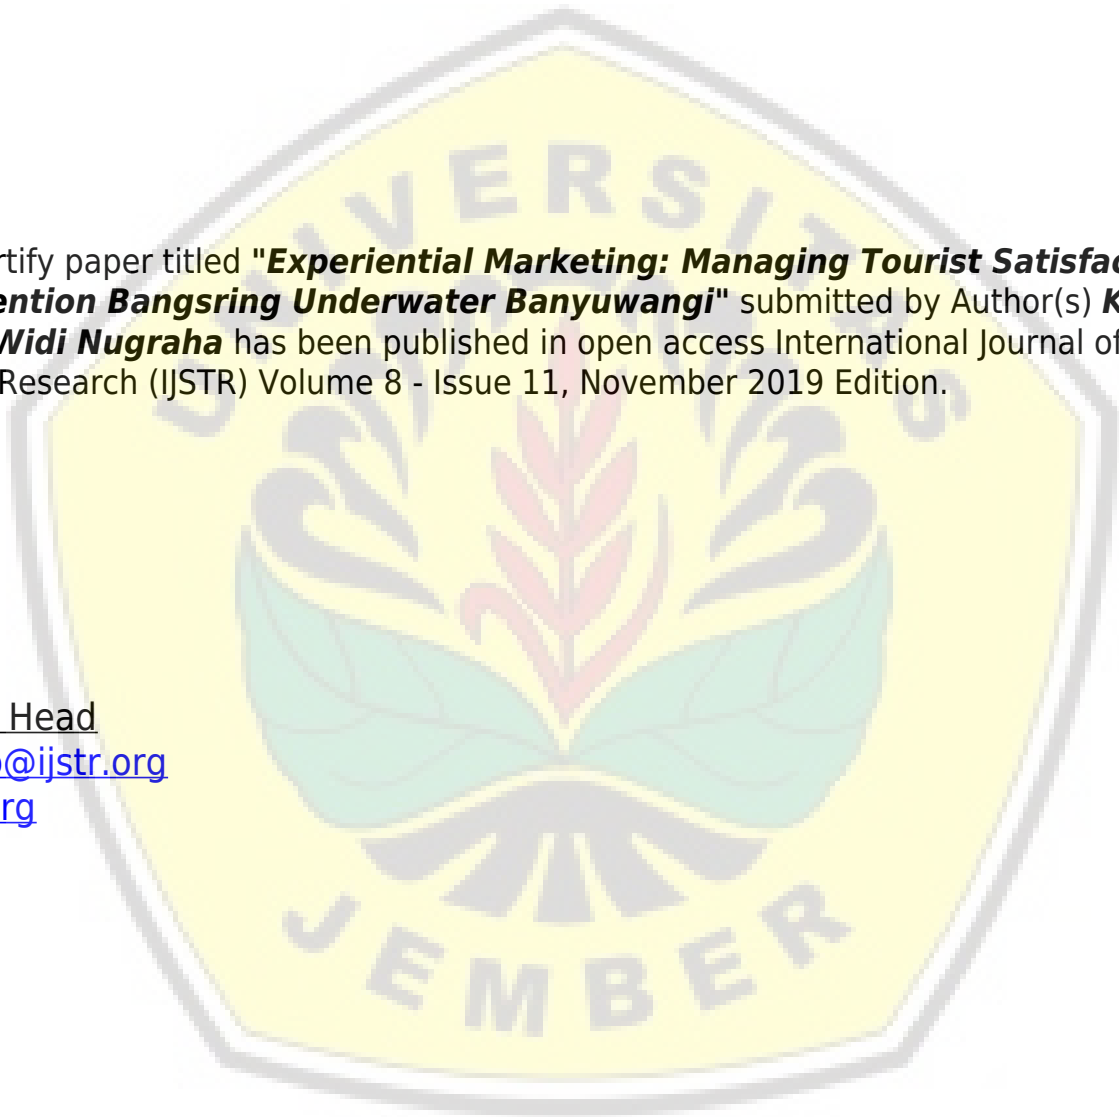 UNIVERSITAS
rtify paper titled "Experiential Marketing: Managing Tourist Satisfac
ention Bangsring Underwater Banyuwangi" submitted by Author(s) K
Widi Nugraha has been published in open access International Journal of
Research (IJSTR) Volume 8 - Issue 11, November 2019 Edition.
Head
@ijstr.org
rg
JEMBER